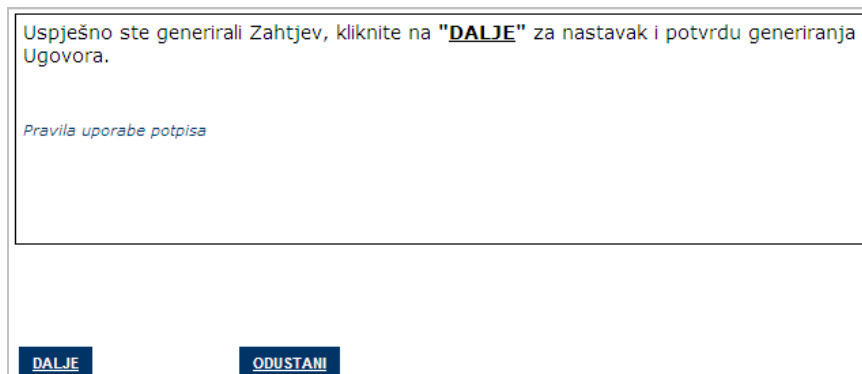 Uspješno ste generirali Zahtjev, kliknite na "DALJE" za nastavak i potvrdu generiranja
Ugovora.
Pravila uporabe potpisa
DALJE
ODUSTANI